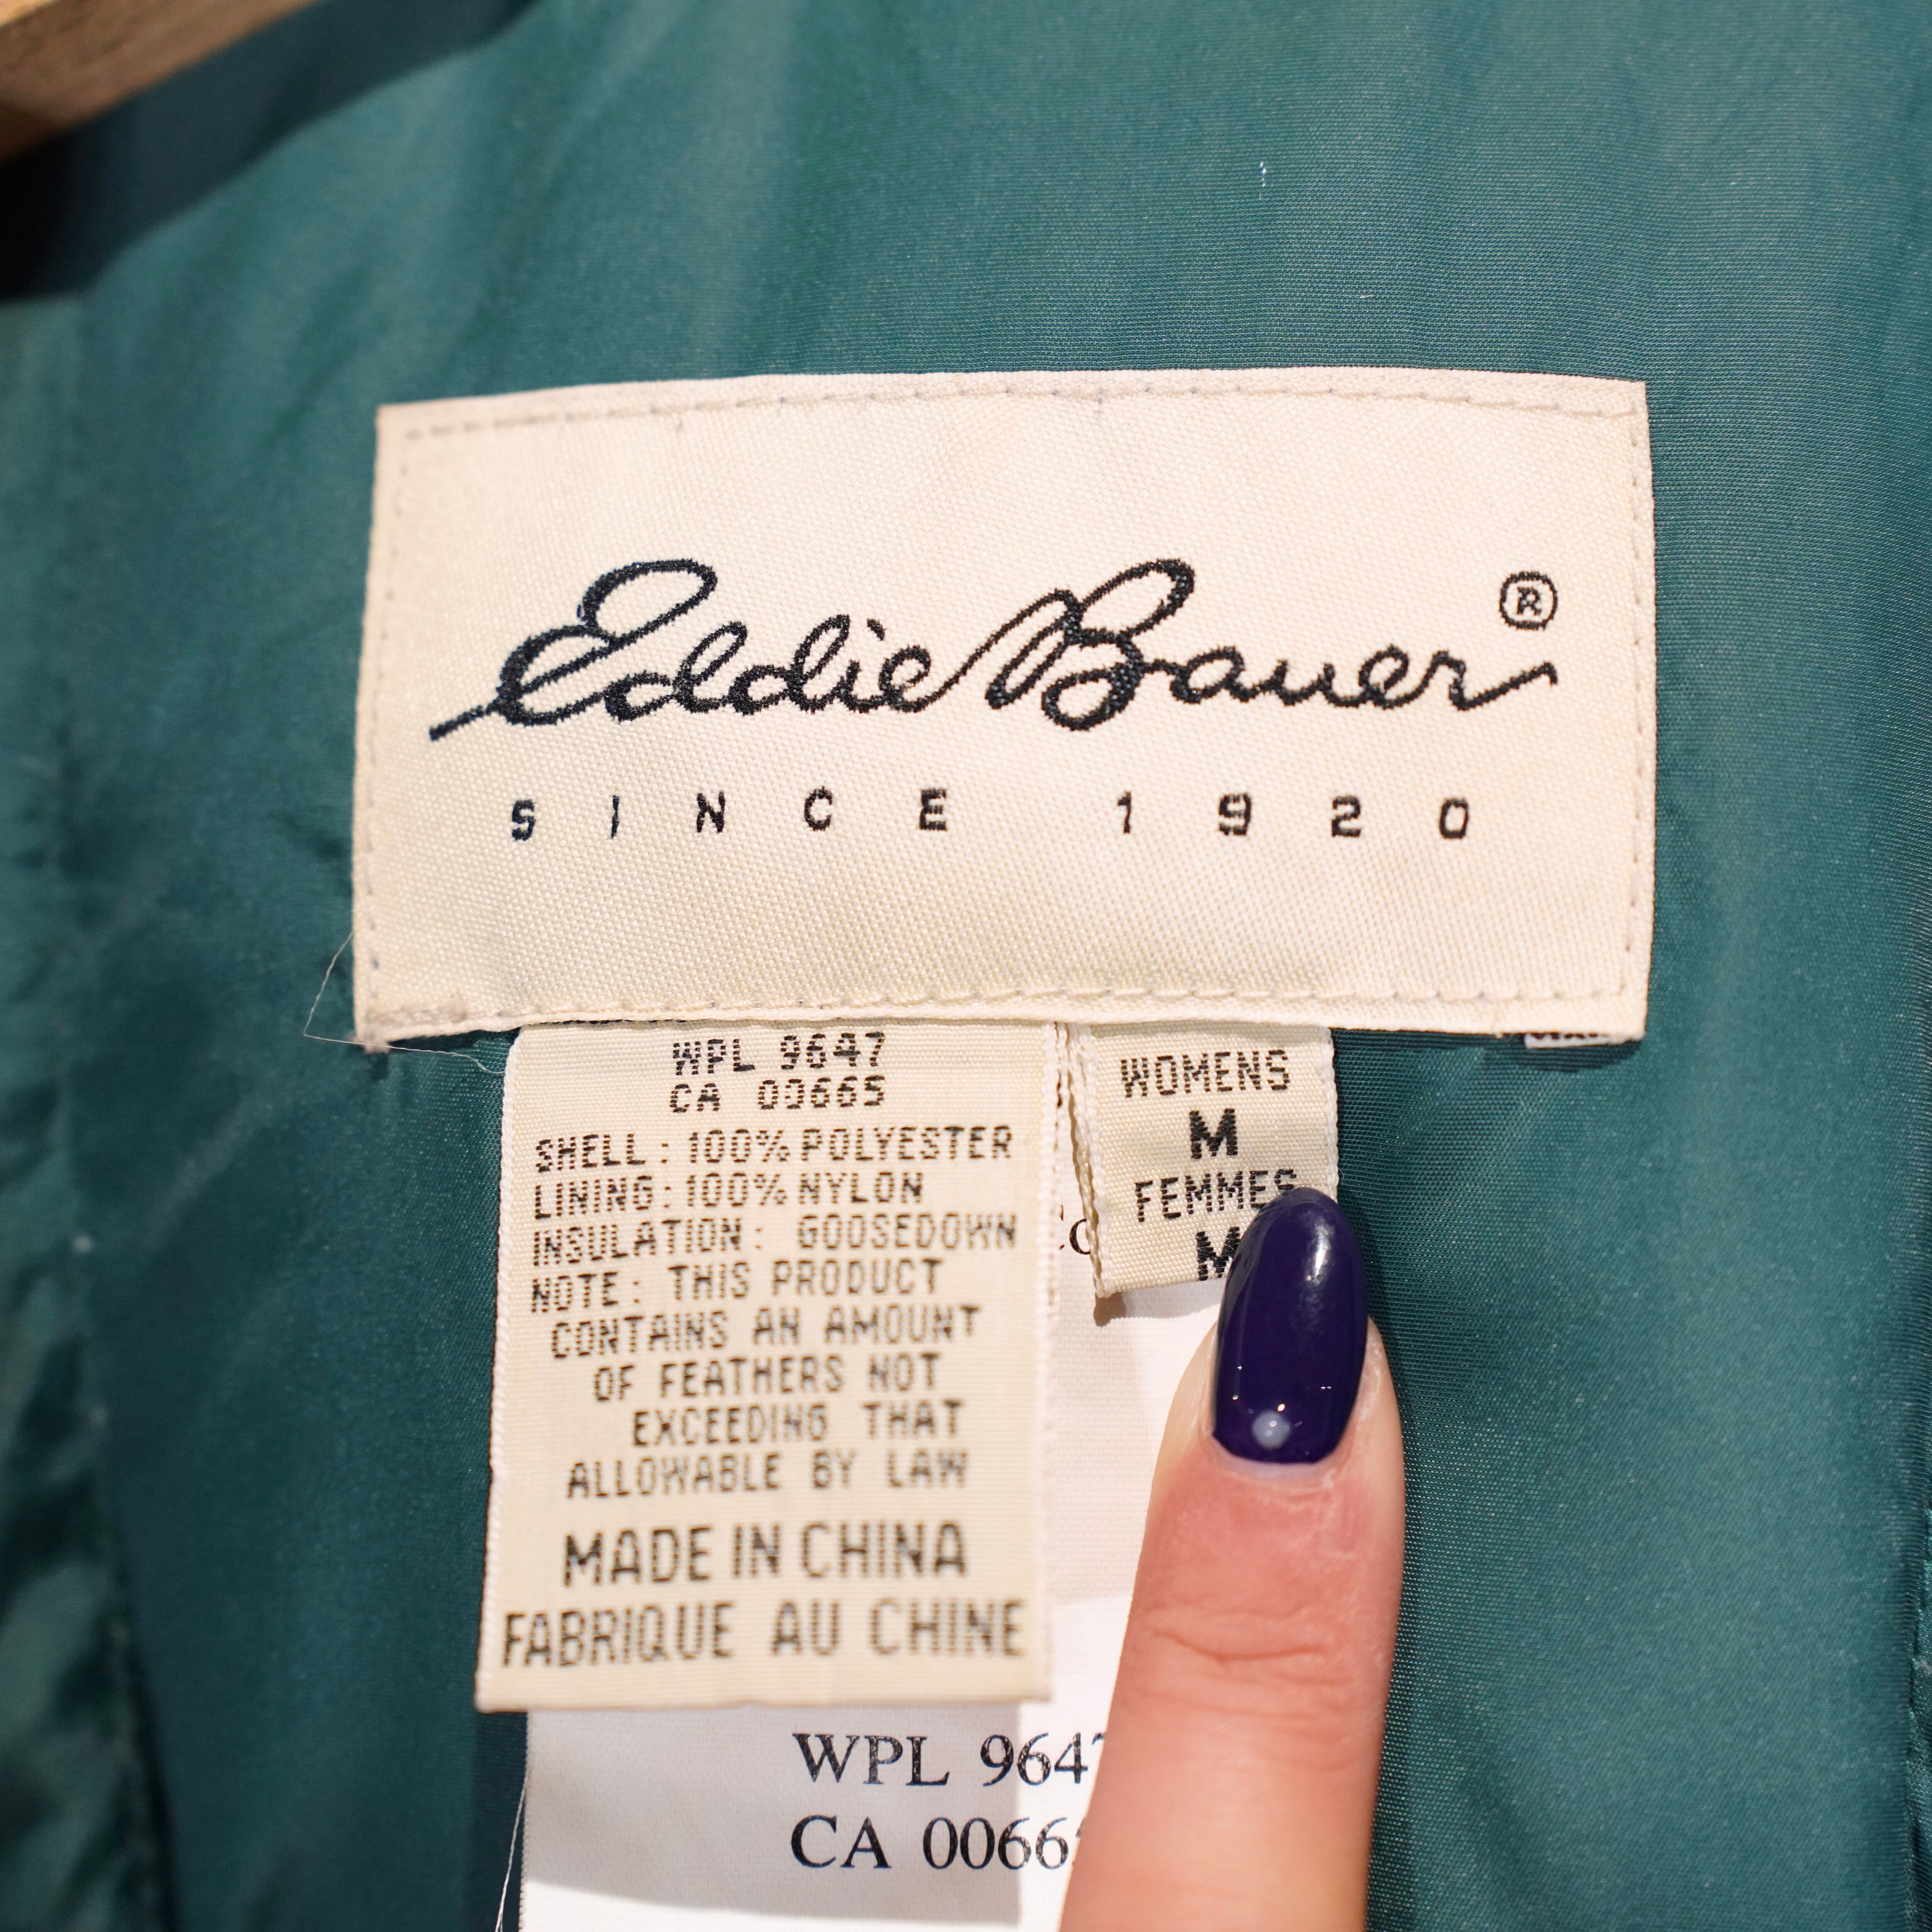 Eddie Bauer®
SINCE 1920
WPL 9647
CA 00665
SHELL: 100% POLYESTER
LINING: 100% NYLON
INSULATION: GOOSEDOWN
NOTE: THIS PRODUCT
CONTAINS AN AMOUNT
OF FEATHERS NOT
EXCEEDING THAT
ALLOWABLE BY LAW
MADE IN CHINA
FABRIQUE AU CHINE
WOMENS
M
FEMMES
M
WPL 9647
CA 0066